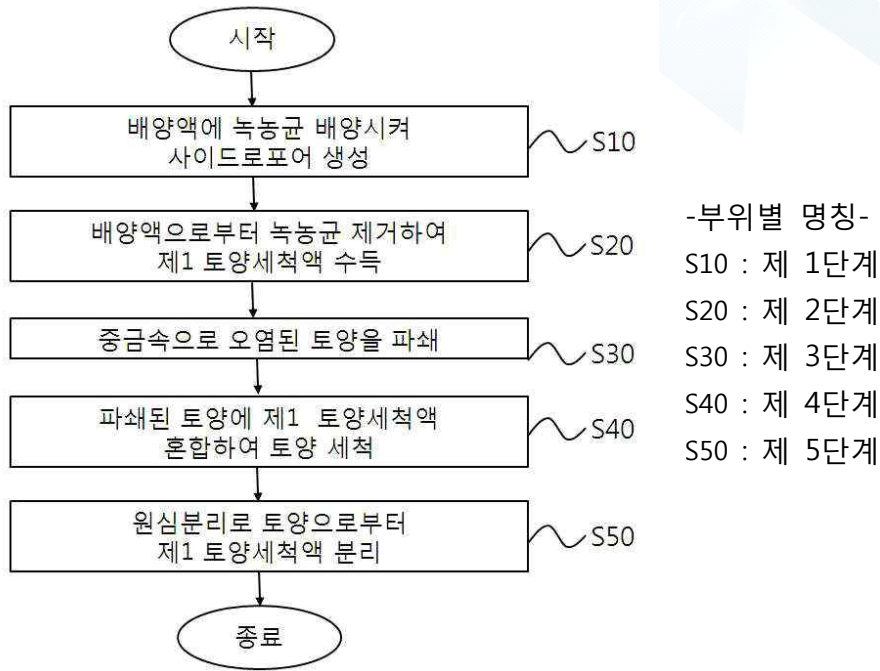 시작
배양액에 녹농균 배양시켜
사이드로포어 생성
S10
배양액으로부터 녹농균 제거하여
제1 토양세척액 수득
S20
중금속으로 오염된 토양을 파쇄
S30
파쇄된 토양에 제1 토양세척액
혼합하여 토양 세척
S40
원심분리로 토양으로부터
제1 토양세척액 분리
S50
종료
-부위별 명칭-
S10 : 제 1단계
S20 : 제 2단계
S30 : 제 3단계
S40 : 제 4단계
S50 : 제 5단계